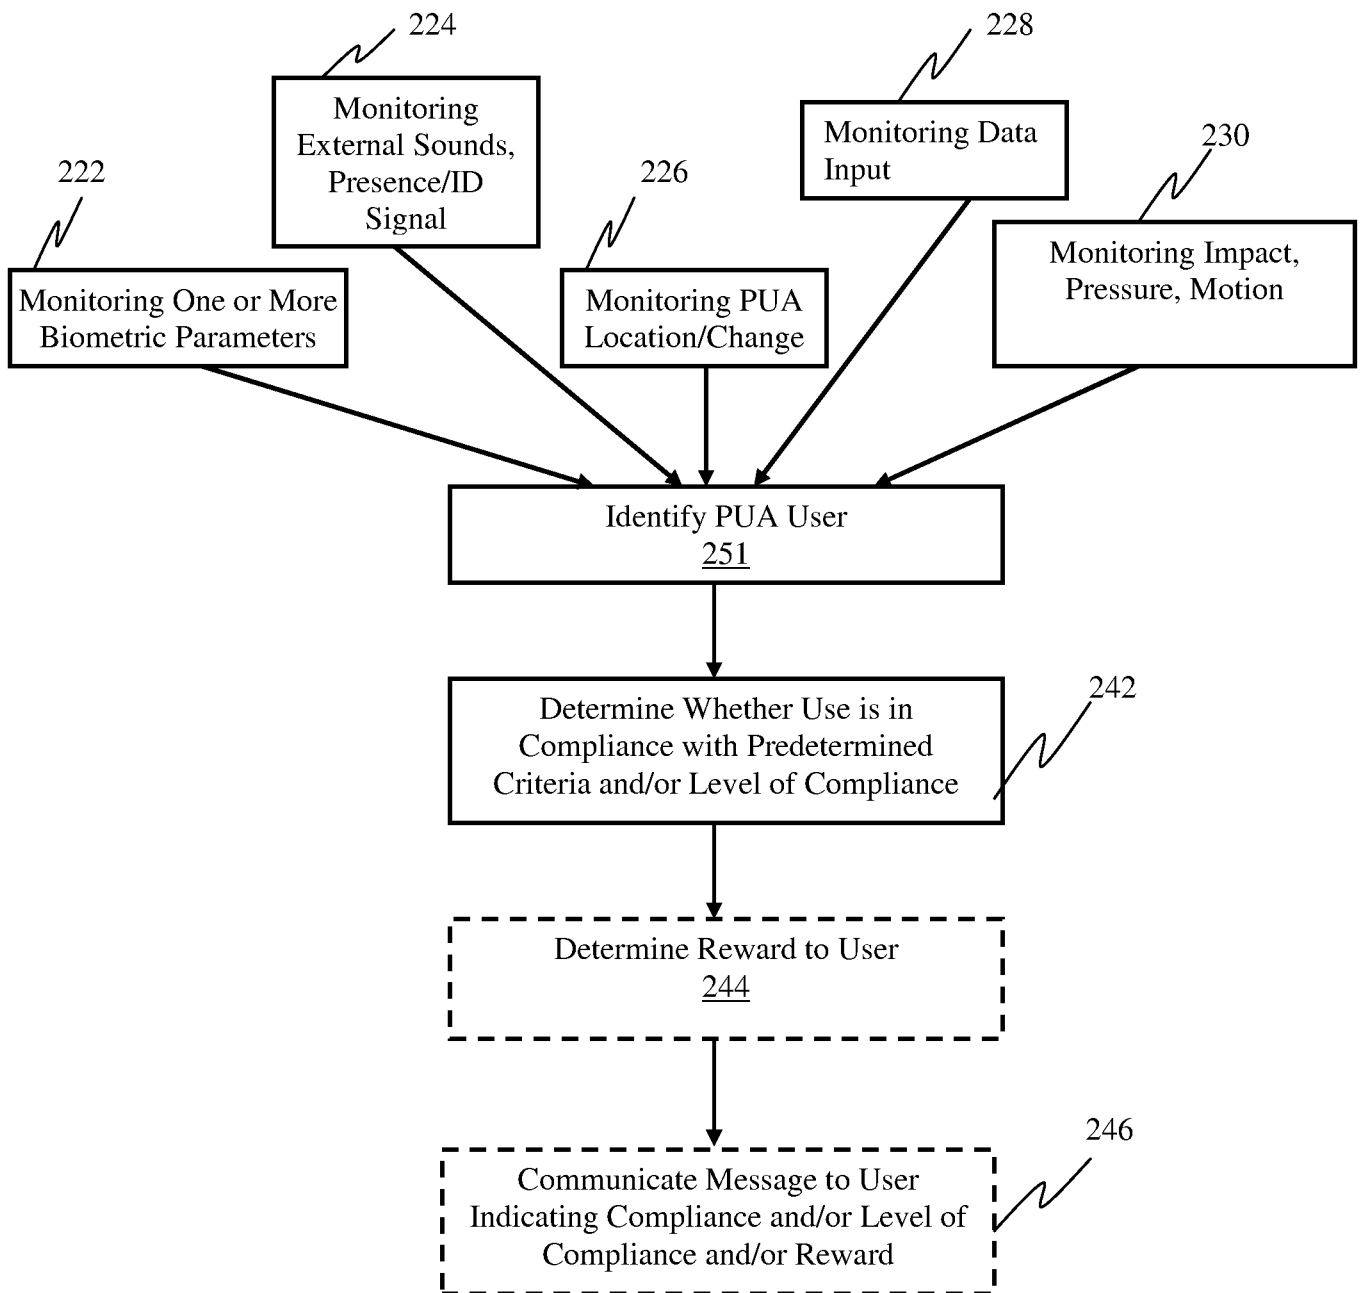 224
Monitoring
External Sounds,
Presence/ID
Signal
228
Monitoring Data
Input
222
Monitoring One or More
Biometric Parameters
226
Monitoring PUA
Location/Change
230
Monitoring Impact,
Pressure, Motion
Identify PUA User
251
242
Determine Whether Use is in
Compliance with Predetermined
Criteria and/or Level of Compliance
Determine Reward to User
244
246
Communicate Message to User
Indicating Compliance and/or Level of
Compliance and/or Reward